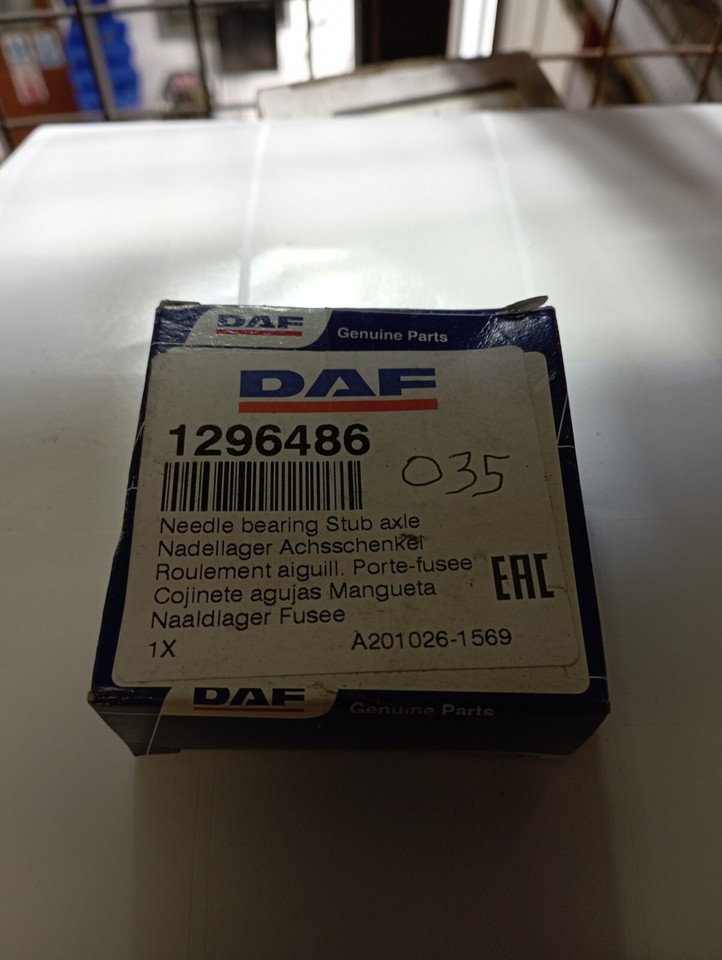 DAF
Genuine Parts
DAF
1296486
035
Needle bearing Stub axle
Nadellager Achsschenkel
Roulement aiguill. Porte-fusee
Cojinete agujas Mangueta
Naaldlager Fusee
EAC
1X A201026-1569
DAF
Genuine Parts